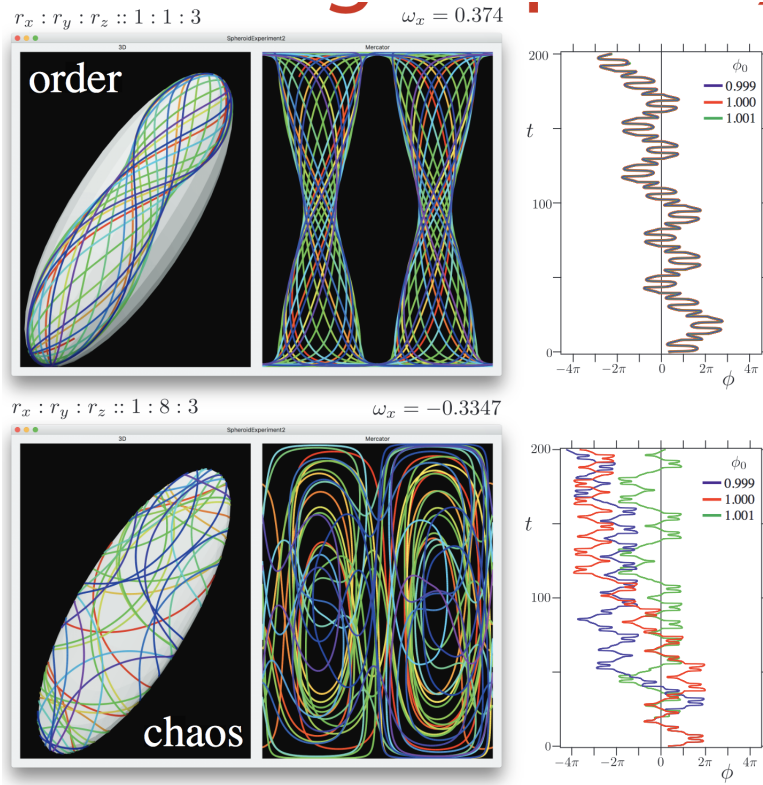 r_x : r_y : r_z :: 1 : 1 : 3
ω_x = 0.374
SpheroidExperiment2
3D
Mercator
order
200
t
100
0
ϕ_0
0.999
1.000
1.001
−4π
−2π
0
2π
4π
ϕ
r_x : r_y : r_z :: 1 : 8 : 3
ω_x = −0.3347
SpheroidExperiment2
3D
Mercator
chaos
200
t
100
0
ϕ_0
0.999
1.000
1.001
−4π
−2π
0
2π
4π
ϕ